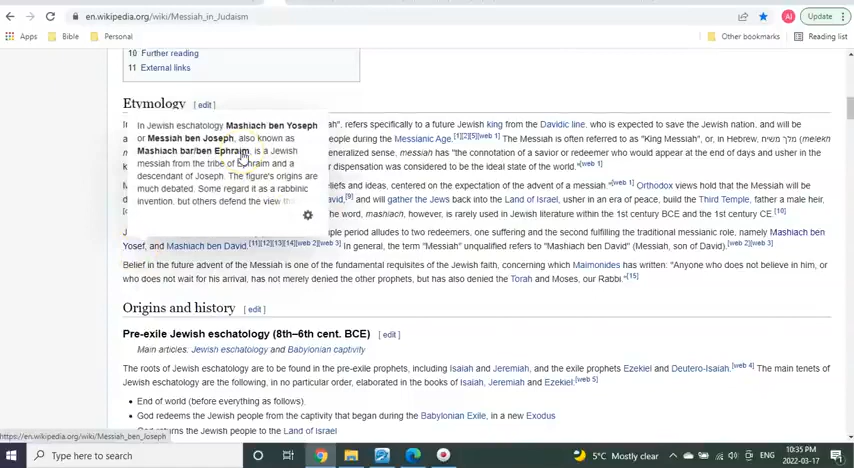 en.wikipedia.org/wiki/Messiah_in_Judaism
AI
Update
Apps
Bible
Personal
Other bookmarks
Reading list
10 Further reading
11 External links
Etymology [ edit ]
In Jewish eschatology Mashiach ben Yoseph
or Messiah ben Joseph, also known as
Mashiach bar/ben Ephraim, is a Jewish
messiah from the tribe of Ephraim and a
descendant of Joseph. The figure's origins are
much debated. Some regard it as a rabbinic
invention, but others defend the view
refers specifically to a future Jewish king from the Davidic line, who is expected to save the Jewish nation, and will be
people during the Messianic Age.[1][2][5][web 1] The Messiah is often referred to as "King Messiah", or, in Hebrew, מלך משיח (melekh
generalized sense, messiah has "the connotation of a savior or redeemer who would appear at the end of days and usher in the
dispensation was considered to be the ideal state of the world."[web 1]
beliefs and ideas, centered on the expectation of the advent of a messiah "[web 1] Orthodox views hold that the Messiah will be
[9] and will gather the Jews back into the Land of Israel, usher in an era of peace, build the Third Temple, father a male heir,
The word, mashiach, however, is rarely used in Jewish literature within the 1st century BCE and the 1st century CE.[10]
period alludes to two redeemers, one suffering and the second fulfilling the traditional messianic role, namely Mashiach ben
Yosef, and Mashiach ben David.[11][12][13][14][web 2][web 3] In general, the term "Messiah" unqualified refers to "Mashiach ben David" (Messiah, son of David).[web 2][web 3]
Belief in the future advent of the Messiah is one of the fundamental requisites of the Jewish faith, concerning which Maimonides has written: "Anyone who does not believe in him, or
who does not wait for his arrival, has not merely denied the other prophets, but has also denied the Torah and Moses, our Rabbi."[15]
Origins and history [ edit ]
Pre-exile Jewish eschatology (8th–6th cent. BCE) [ edit ]
Main articles: Jewish eschatology and Babylonian captivity
The roots of Jewish eschatology are to be found in the pre-exile prophets, including Isaiah and Jeremiah, and the exile prophets Ezekiel and Deutero-Isaiah.[web 4] The main tenets of
Jewish eschatology are the following, in no particular order, elaborated in the books of Isaiah, Jeremiah and Ezekiel:[web 5]
• End of world (before everything as follows).
• God redeems the Jewish people from the captivity that began during the Babylonian Exile, in a new Exodus
God returns the Jewish people to the Land of Israel
https://en.wikipedia.org/wiki/Messiah_ben_Joseph
Type here to search
5°C Mostly clear
ENG
10:35 PM
2022-03-17